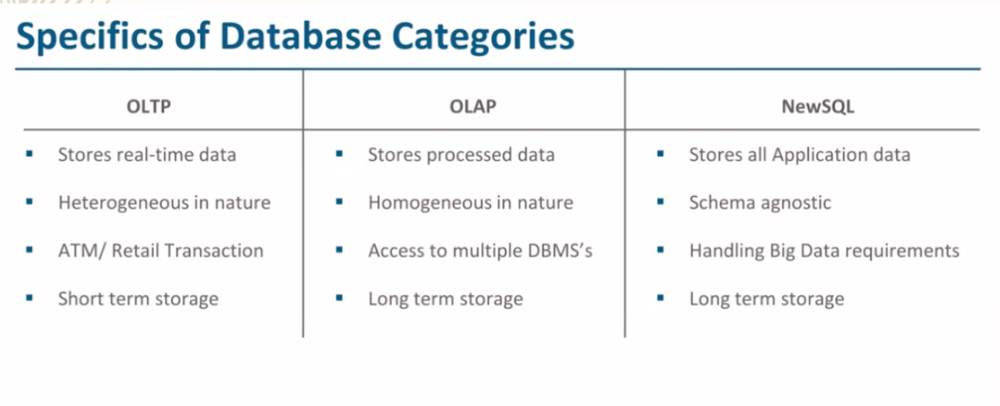 Specifics of Database Categories
OLTP
OLAP
NewSQL
▪ Stores real-time data
▪ Heterogeneous in nature
▪ ATM/ Retail Transaction
▪ Short term storage
▪ Stores processed data
▪ Homogeneous in nature
▪ Access to multiple DBMS’s
▪ Long term storage
▪ Stores all Application data
▪ Schema agnostic
▪ Handling Big Data requirements
▪ Long term storage